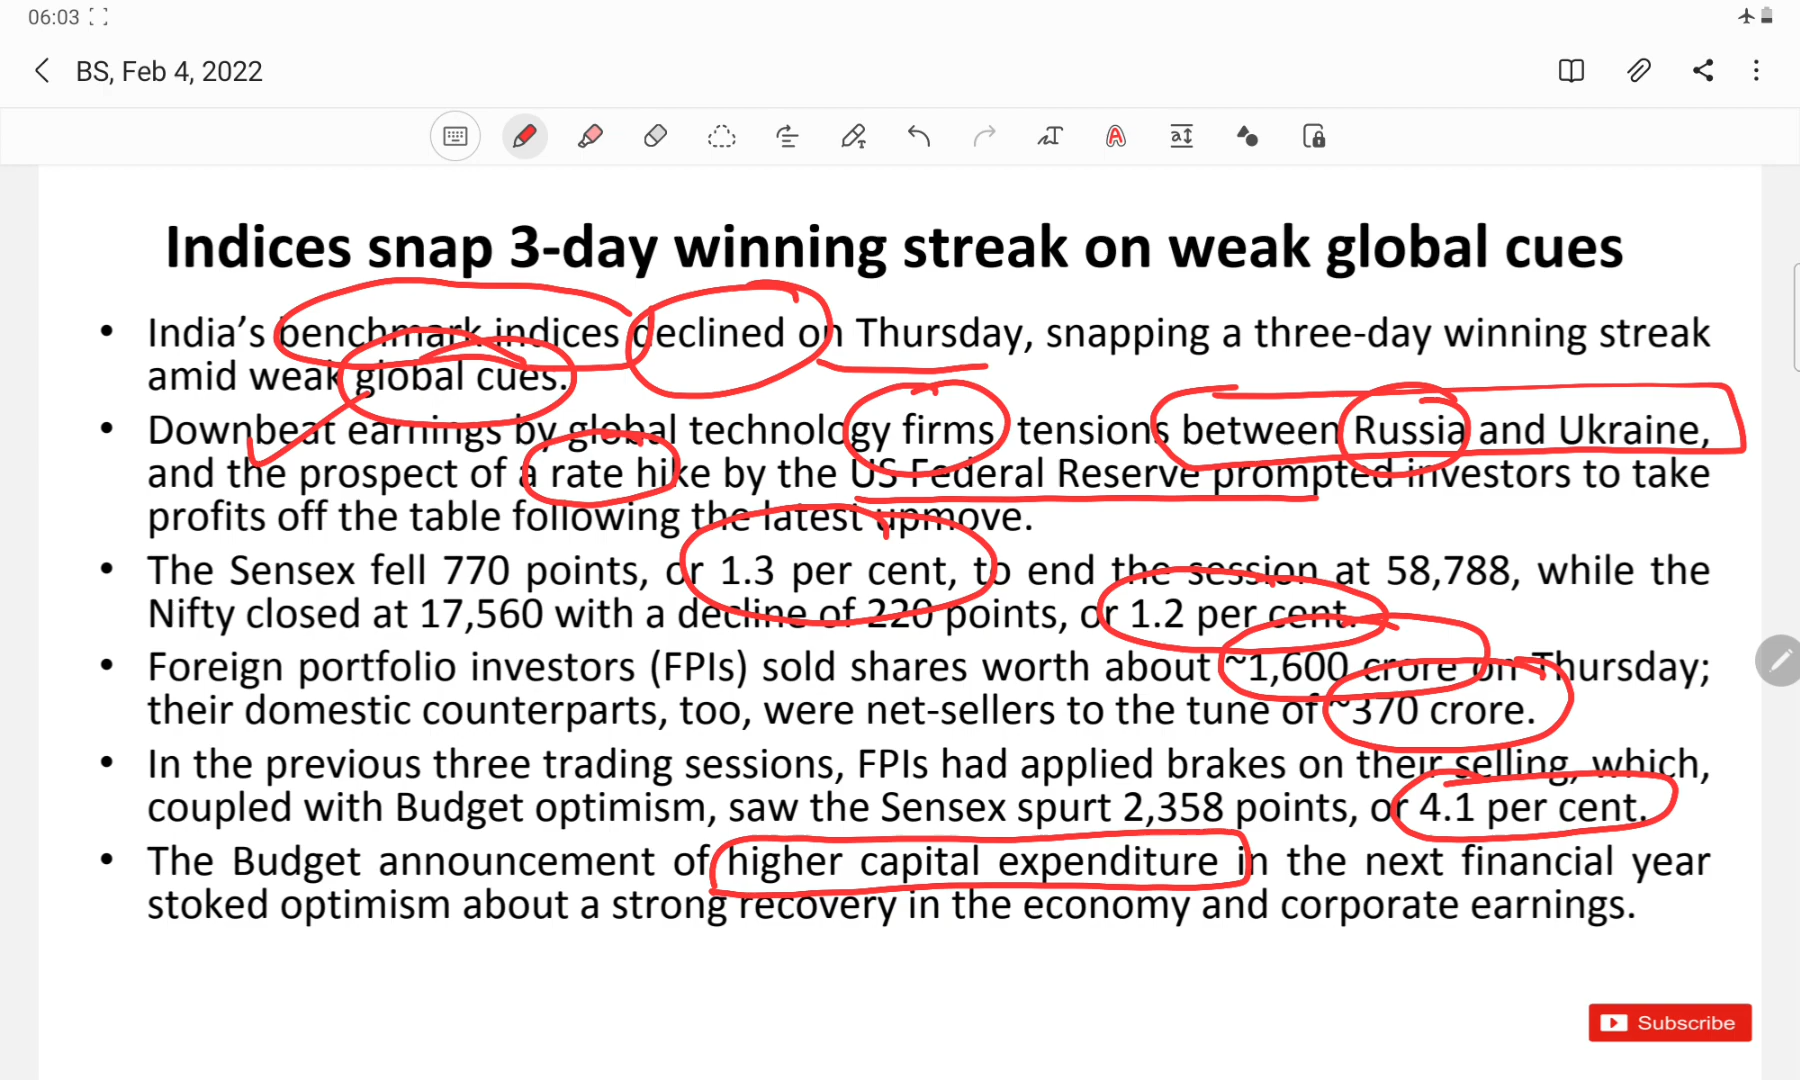 06:03
BS, Feb 4, 2022
Indices snap 3-day winning streak on weak global cues
• India’s benchmark indices declined on Thursday, snapping a three-day winning streak
amid weak global cues.
• Downbeat earnings by global technology firms, tensions between Russia and Ukraine,
and the prospect of a rate hike by the US Federal Reserve prompted investors to take
profits off the table following the latest upmove.
• The Sensex fell 770 points, or 1.3 per cent, to end the session at 58,788, while the
Nifty closed at 17,560 with a decline of 220 points, or 1.2 per cent.
• Foreign portfolio investors (FPIs) sold shares worth about ~1,600 crore on Thursday;
their domestic counterparts, too, were net-sellers to the tune of ~370 crore.
• In the previous three trading sessions, FPIs had applied brakes on their selling, which,
coupled with Budget optimism, saw the Sensex spurt 2,358 points, or 4.1 per cent.
• The Budget announcement of higher capital expenditure in the next financial year
stoked optimism about a strong recovery in the economy and corporate earnings.
Subscribe